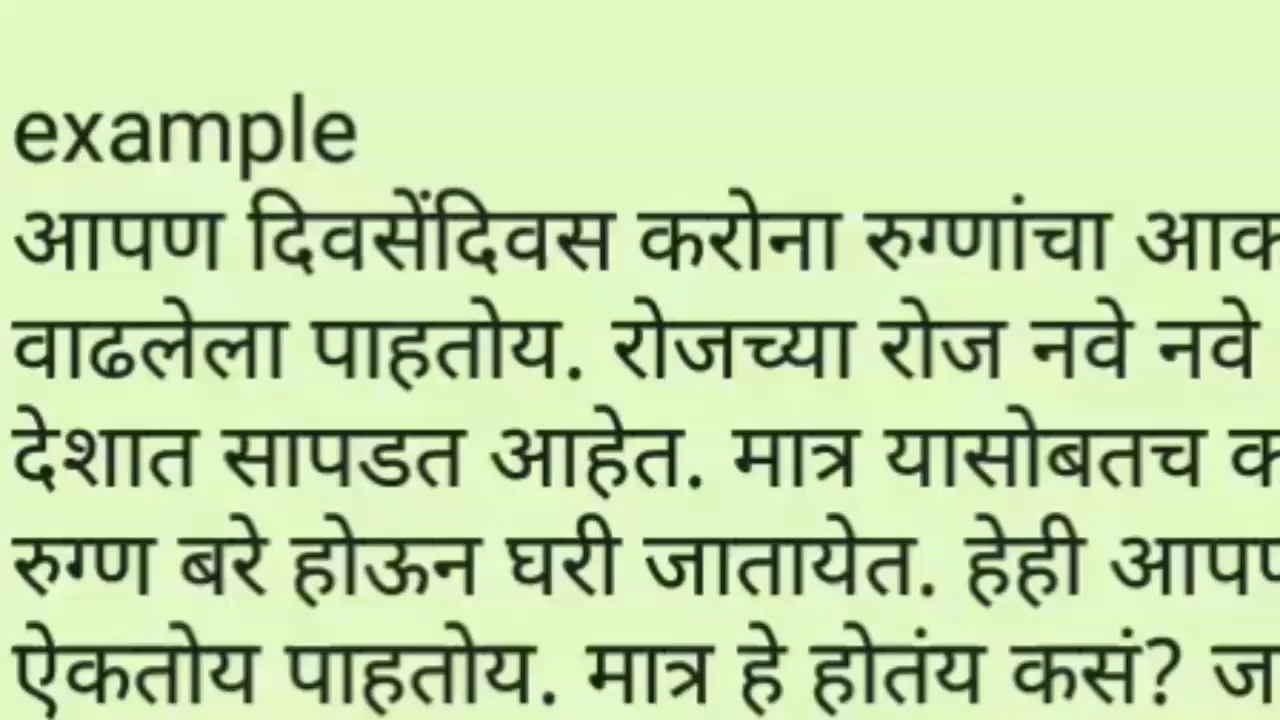 example
आपण दिवसेंदिवस करोना रुग्णांचा
वाढलेला पाहतोय. रोजच्या रोज नवे नवे
देशात सापडत आहेत. मात्र यासोबतच
रुग्ण बरे होऊन घरी जातायेत. हेही
ऐकतोय पाहतोय. मात्र हे होतंय कसं?